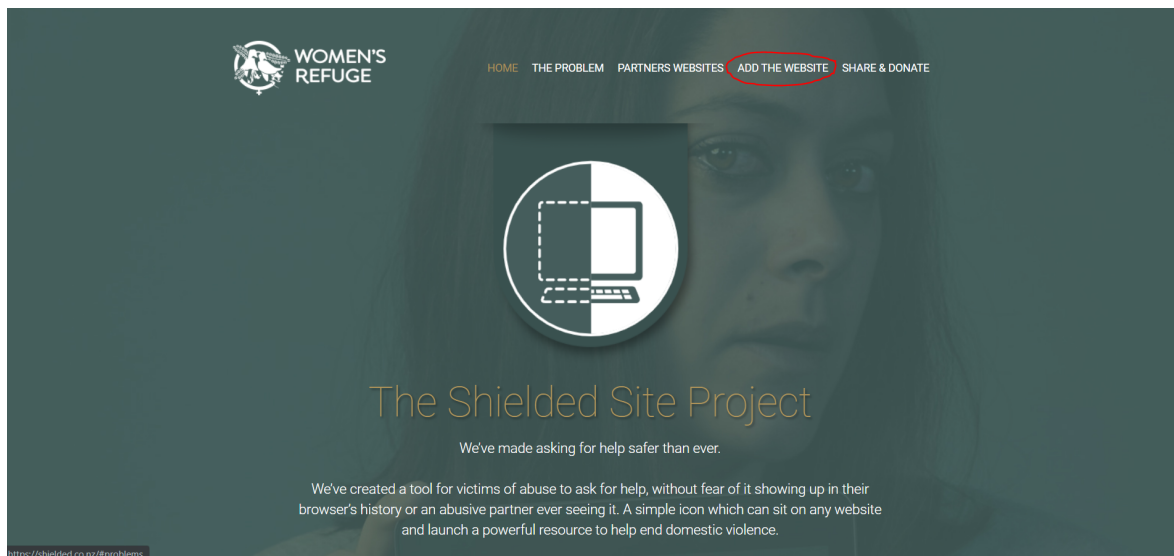 WOMEN'S
REFUGE
HOME THE PROBLEM PARTNERS WEBSITES ADD THE WEBSITE SHARE & DONATE
The Shielded Site Project
We've made asking for help safer than ever.
We've created a tool for victims of abuse to ask for help, without fear of it showing up in their
browser's history or an abusive partner ever seeing it. A simple icon which can sit on any website
and launch a powerful resource to help end domestic violence.
https://shielded.co.nz/#problems